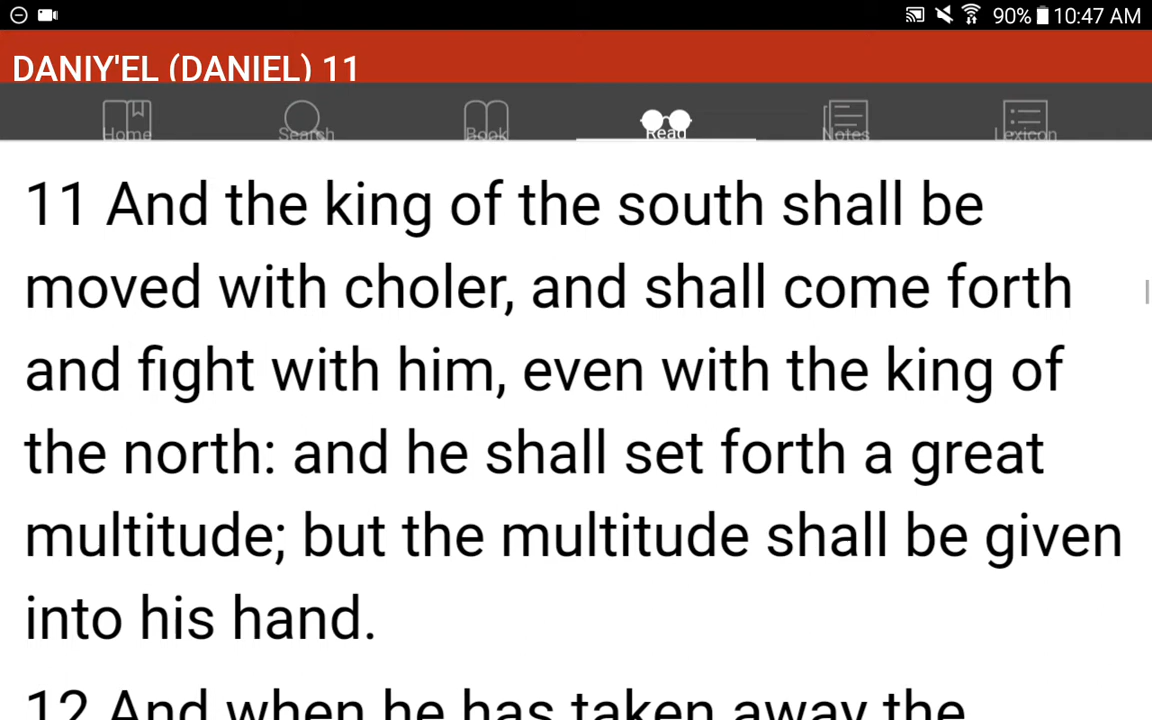 90% 10:47 AM
DANIY'EL (DANIEL) 11
Home Search Book Read Notes Lexicon
11 And the king of the south shall be
moved with choler, and shall come forth
and fight with him, even with the king of
the north: and he shall set forth a great
multitude; but the multitude shall be given
into his hand.
12 And when he has taken away the